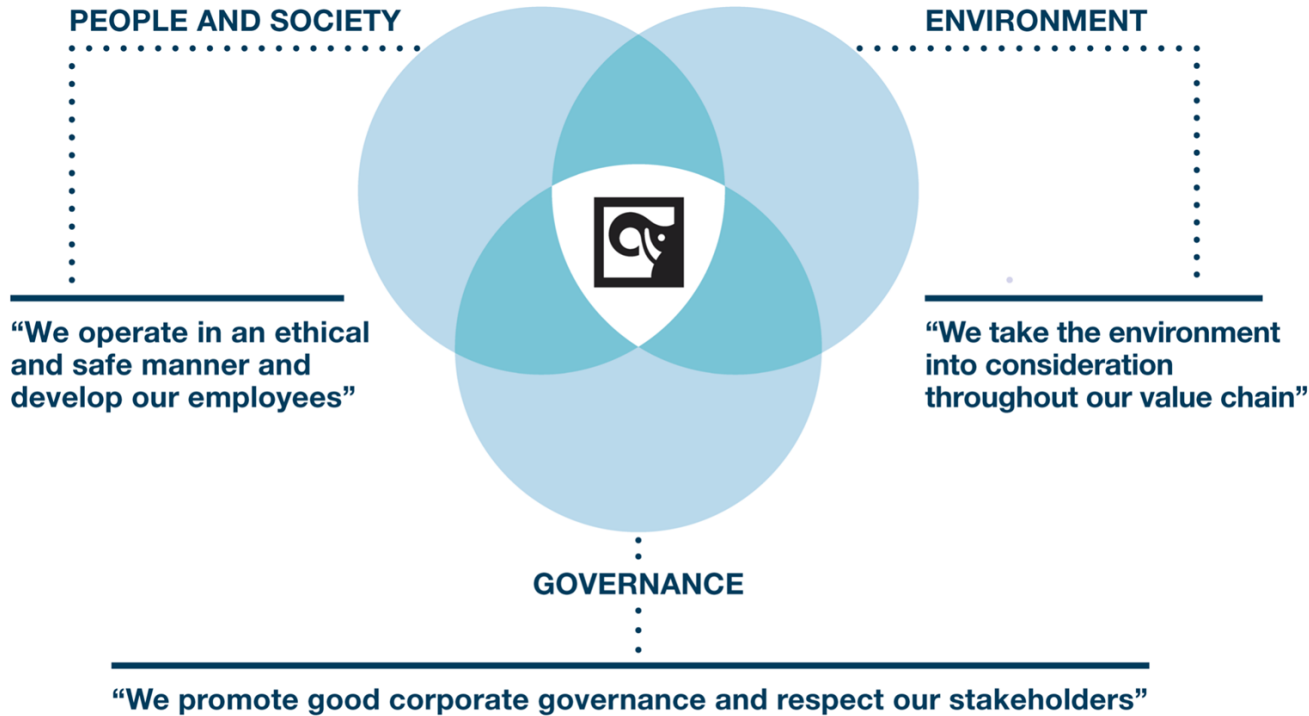 PEOPLE AND SOCIETY
ENVIRONMENT
“We operate in an ethical
and safe manner and
develop our employees”
“We take the environment
into consideration
throughout our value chain”
GOVERNANCE
“We promote good corporate governance and respect our stakeholders”